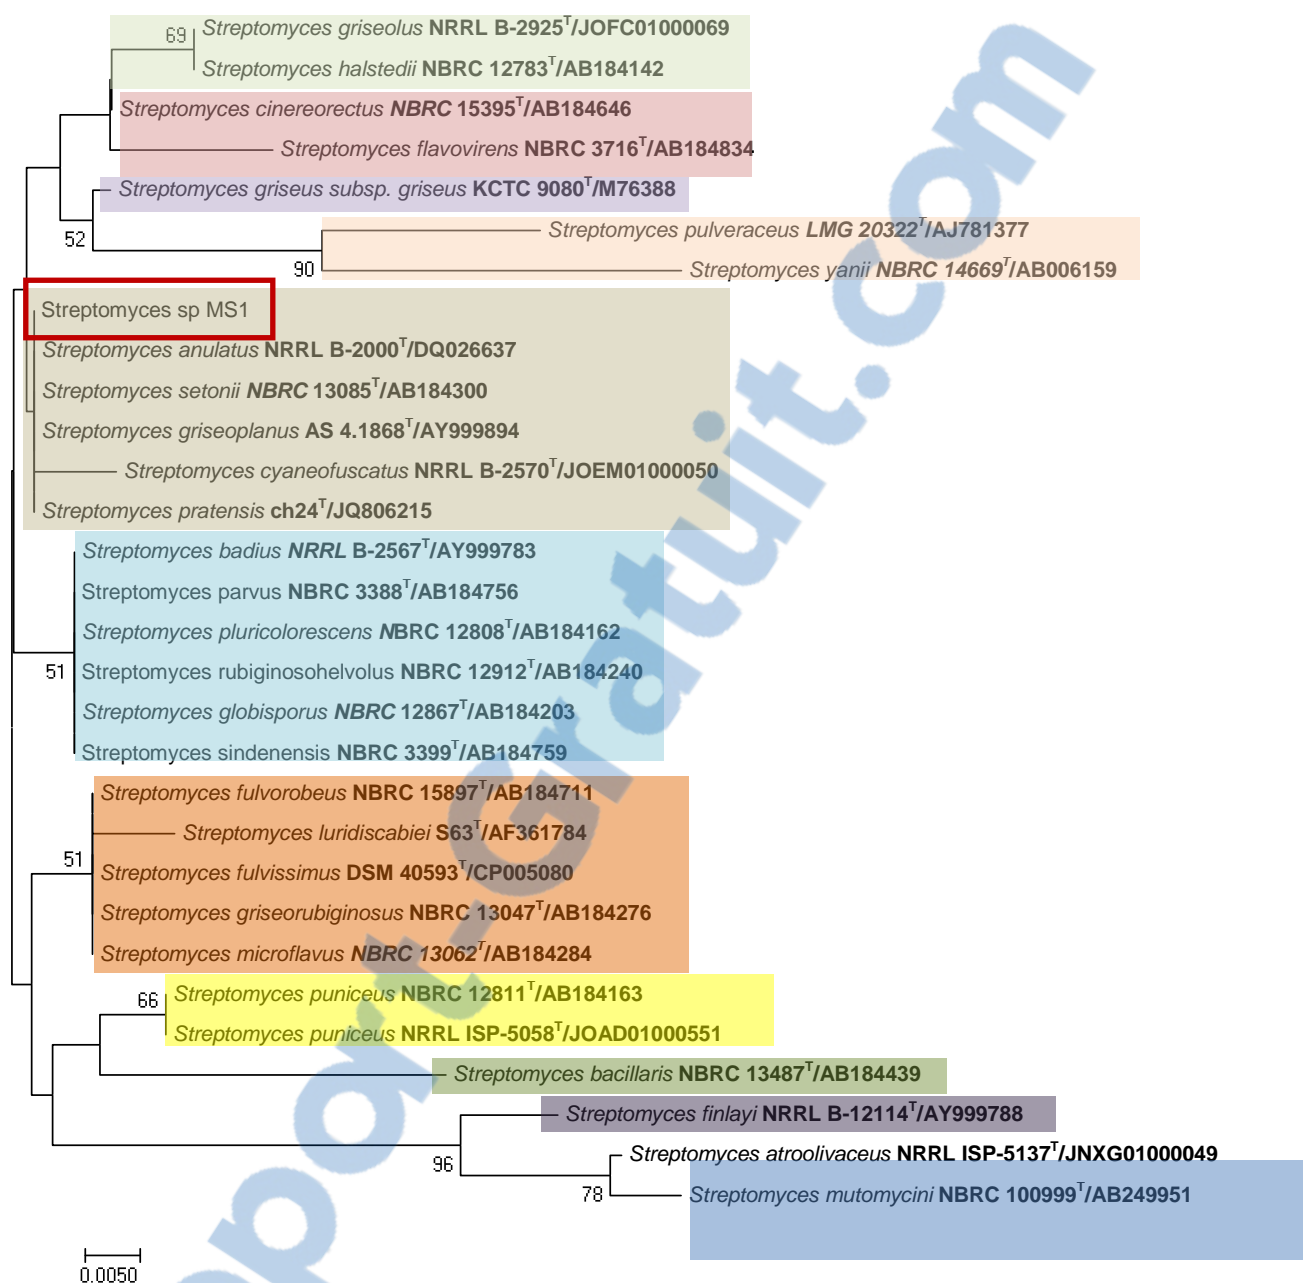 69
Streptomyces griseolus NRRL B-2925ᵀ/JOFC01000069
Streptomyces halstedii NBRC 12783ᵀ/AB184142
Streptomyces cinereorectus NBRC 15395ᵀ/AB184646
Streptomyces flavovirens NBRC 3716ᵀ/AB184834
Streptomyces griseus subsp. griseus KCTC 9080ᵀ/M76388
52
Streptomyces pulveraceus LMG 20322ᵀ/AJ781377
90
Streptomyces yanii NBRC 14669ᵀ/AB006159
Streptomyces sp MS1
Streptomyces anulatus NRRL B-2000ᵀ/DQ026637
Streptomyces setonii NBRC 13085ᵀ/AB184300
Streptomyces griseoplanus AS 4.1868ᵀ/AY999894
Streptomyces cyaneofuscatus NRRL B-2570ᵀ/JOEM01000050
Streptomyces pratensis ch24ᵀ/JQ806215
Streptomyces badius NRRL B-2567ᵀ/AY999783
Streptomyces parvus NBRC 3388ᵀ/AB184756
Streptomyces pluricolorescens NBRC 12808ᵀ/AB184162
51
Streptomyces rubiginosohelvolus NBRC 12912ᵀ/AB184240
Streptomyces globisporus NBRC 12867ᵀ/AB184203
Streptomyces sindenensis NBRC 3399ᵀ/AB184759
Streptomyces fulvorobeus NBRC 15897ᵀ/AB184711
Streptomyces luridiscabiei S63ᵀ/AF361784
51
Streptomyces fulvissimus DSM 40593ᵀ/CP005080
Streptomyces griseorubiginosus NBRC 13047ᵀ/AB184276
Streptomyces microflavus NBRC 13062ᵀ/AB184284
66
Streptomyces puniceus NBRC 12811ᵀ/AB184163
Streptomyces puniceus NRRL ISP-5058ᵀ/JOAD01000551
Streptomyces bacillaris NBRC 13487ᵀ/AB184439
Streptomyces finlayi NRRL B-12114ᵀ/AY999788
96
Streptomyces atroolivaceus NRRL ISP-5137ᵀ/JNXG01000049
78
Streptomyces mutomycini NBRC 100999ᵀ/AB249951
0.0050
port-Gratuit.com